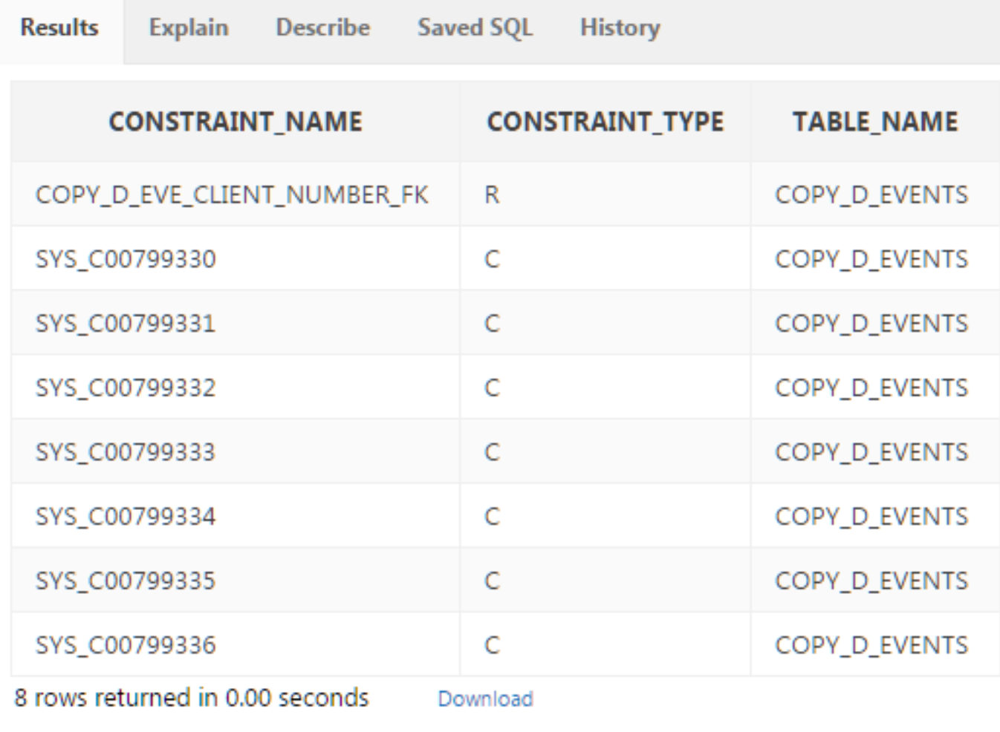 Results Explain Describe Saved SQL History
CONSTRAINT_NAME CONSTRAINT_TYPE TABLE_NAME
COPY_D_EVE_CLIENT_NUMBER_FK R COPY_D_EVENTS
SYS_C00799330 C COPY_D_EVENTS
SYS_C00799331 C COPY_D_EVENTS
SYS_C00799332 C COPY_D_EVENTS
SYS_C00799333 C COPY_D_EVENTS
SYS_C00799334 C COPY_D_EVENTS
SYS_C00799335 C COPY_D_EVENTS
SYS_C00799336 C COPY_D_EVENTS
8 rows returned in 0.00 seconds Download